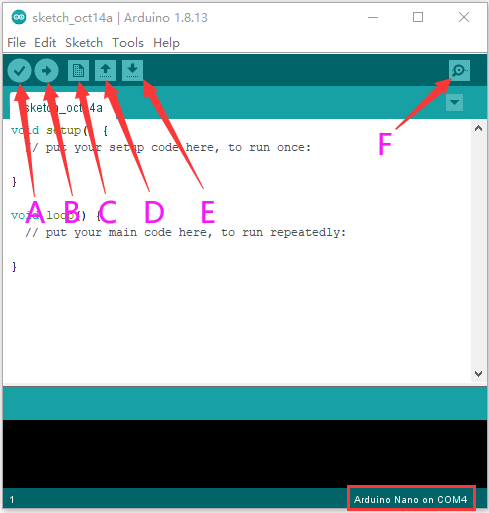 sketch_oct14a | Arduino 1.8.13
File Edit Sketch Tools Help
sketch_oct14a
void setup() {
// put your setup code here, to run once:
F
}
A B C D E
void loop() {
// put your main code here, to run repeatedly:
}
1
Arduino Nano on COM4